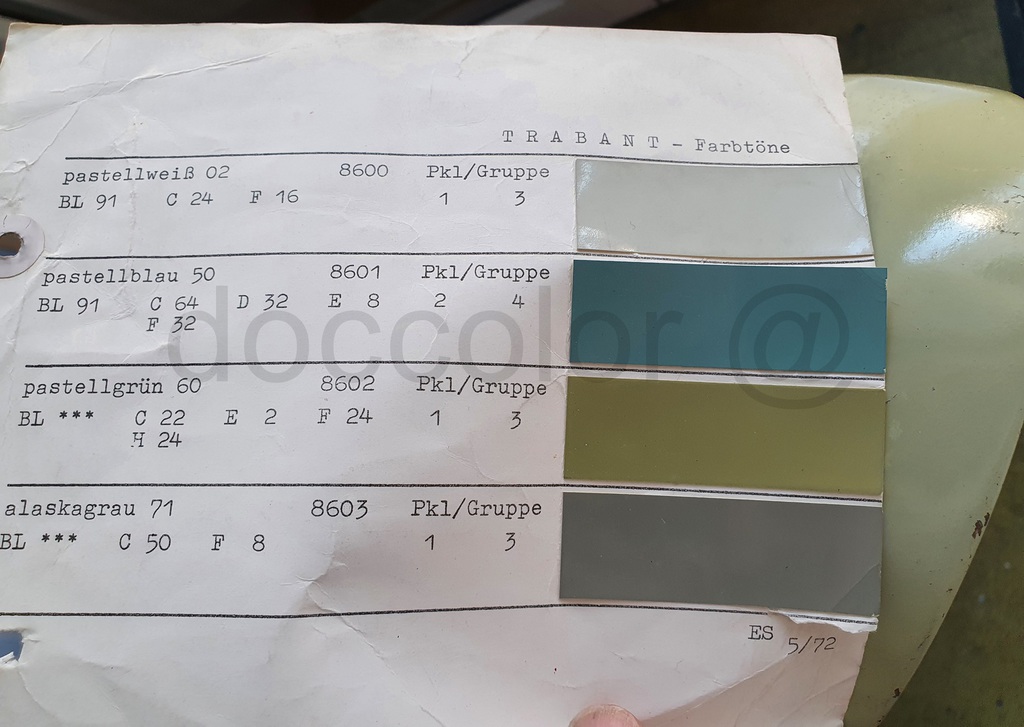 TRABANT - Farbtöne
pastellweiß 02 8600 Pkl/Gruppe
BL 91 C 24 F 16 1 3
pastellblau 50 8601 Pkl/Gruppe
BL 91 C 64 D 32 E 8 2 4
F 32
doccolor @
pastellgrün 60 8602 Pkl/Gruppe
BL *** C 22 E 2 F 24 1 3
H 24
alaskagrau 71 8603 Pkl/Gruppe
BL *** C 50 F 8 1 3
ES 5/72